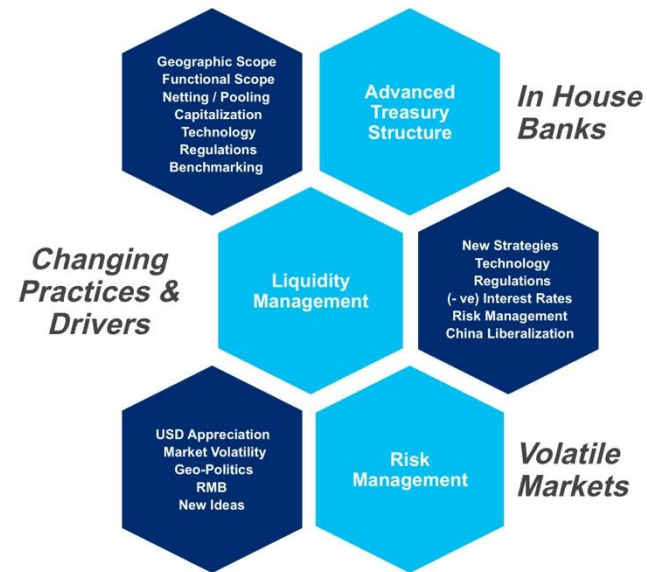 Geographic Scope
Functional Scope
Netting / Pooling
Capitalization
Technology
Regulations
Benchmarking
Advanced
Treasury
Structure
In House
Banks
Changing
Practices &
Drivers
Liquidity
Management
New Strategies
Technology
Regulations
(- ve) Interest Rates
Risk Management
China Liberalization
USD Appreciation
Market Volatility
Geo-Politics
RMB
New Ideas
Risk
Management
Volatile
Markets